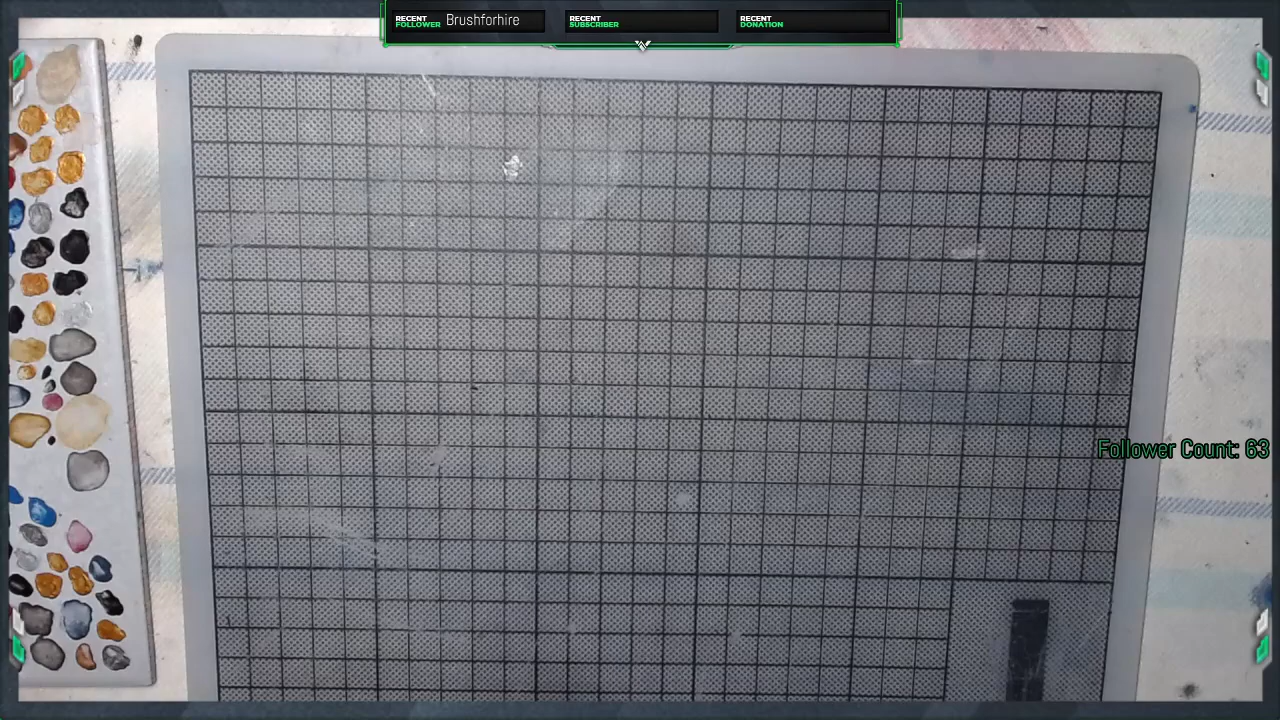 RECENT
FOLLOWER
Brushforhire
RECENT
SUBSCRIBER
RECENT
DONATION
Follower Count: 63